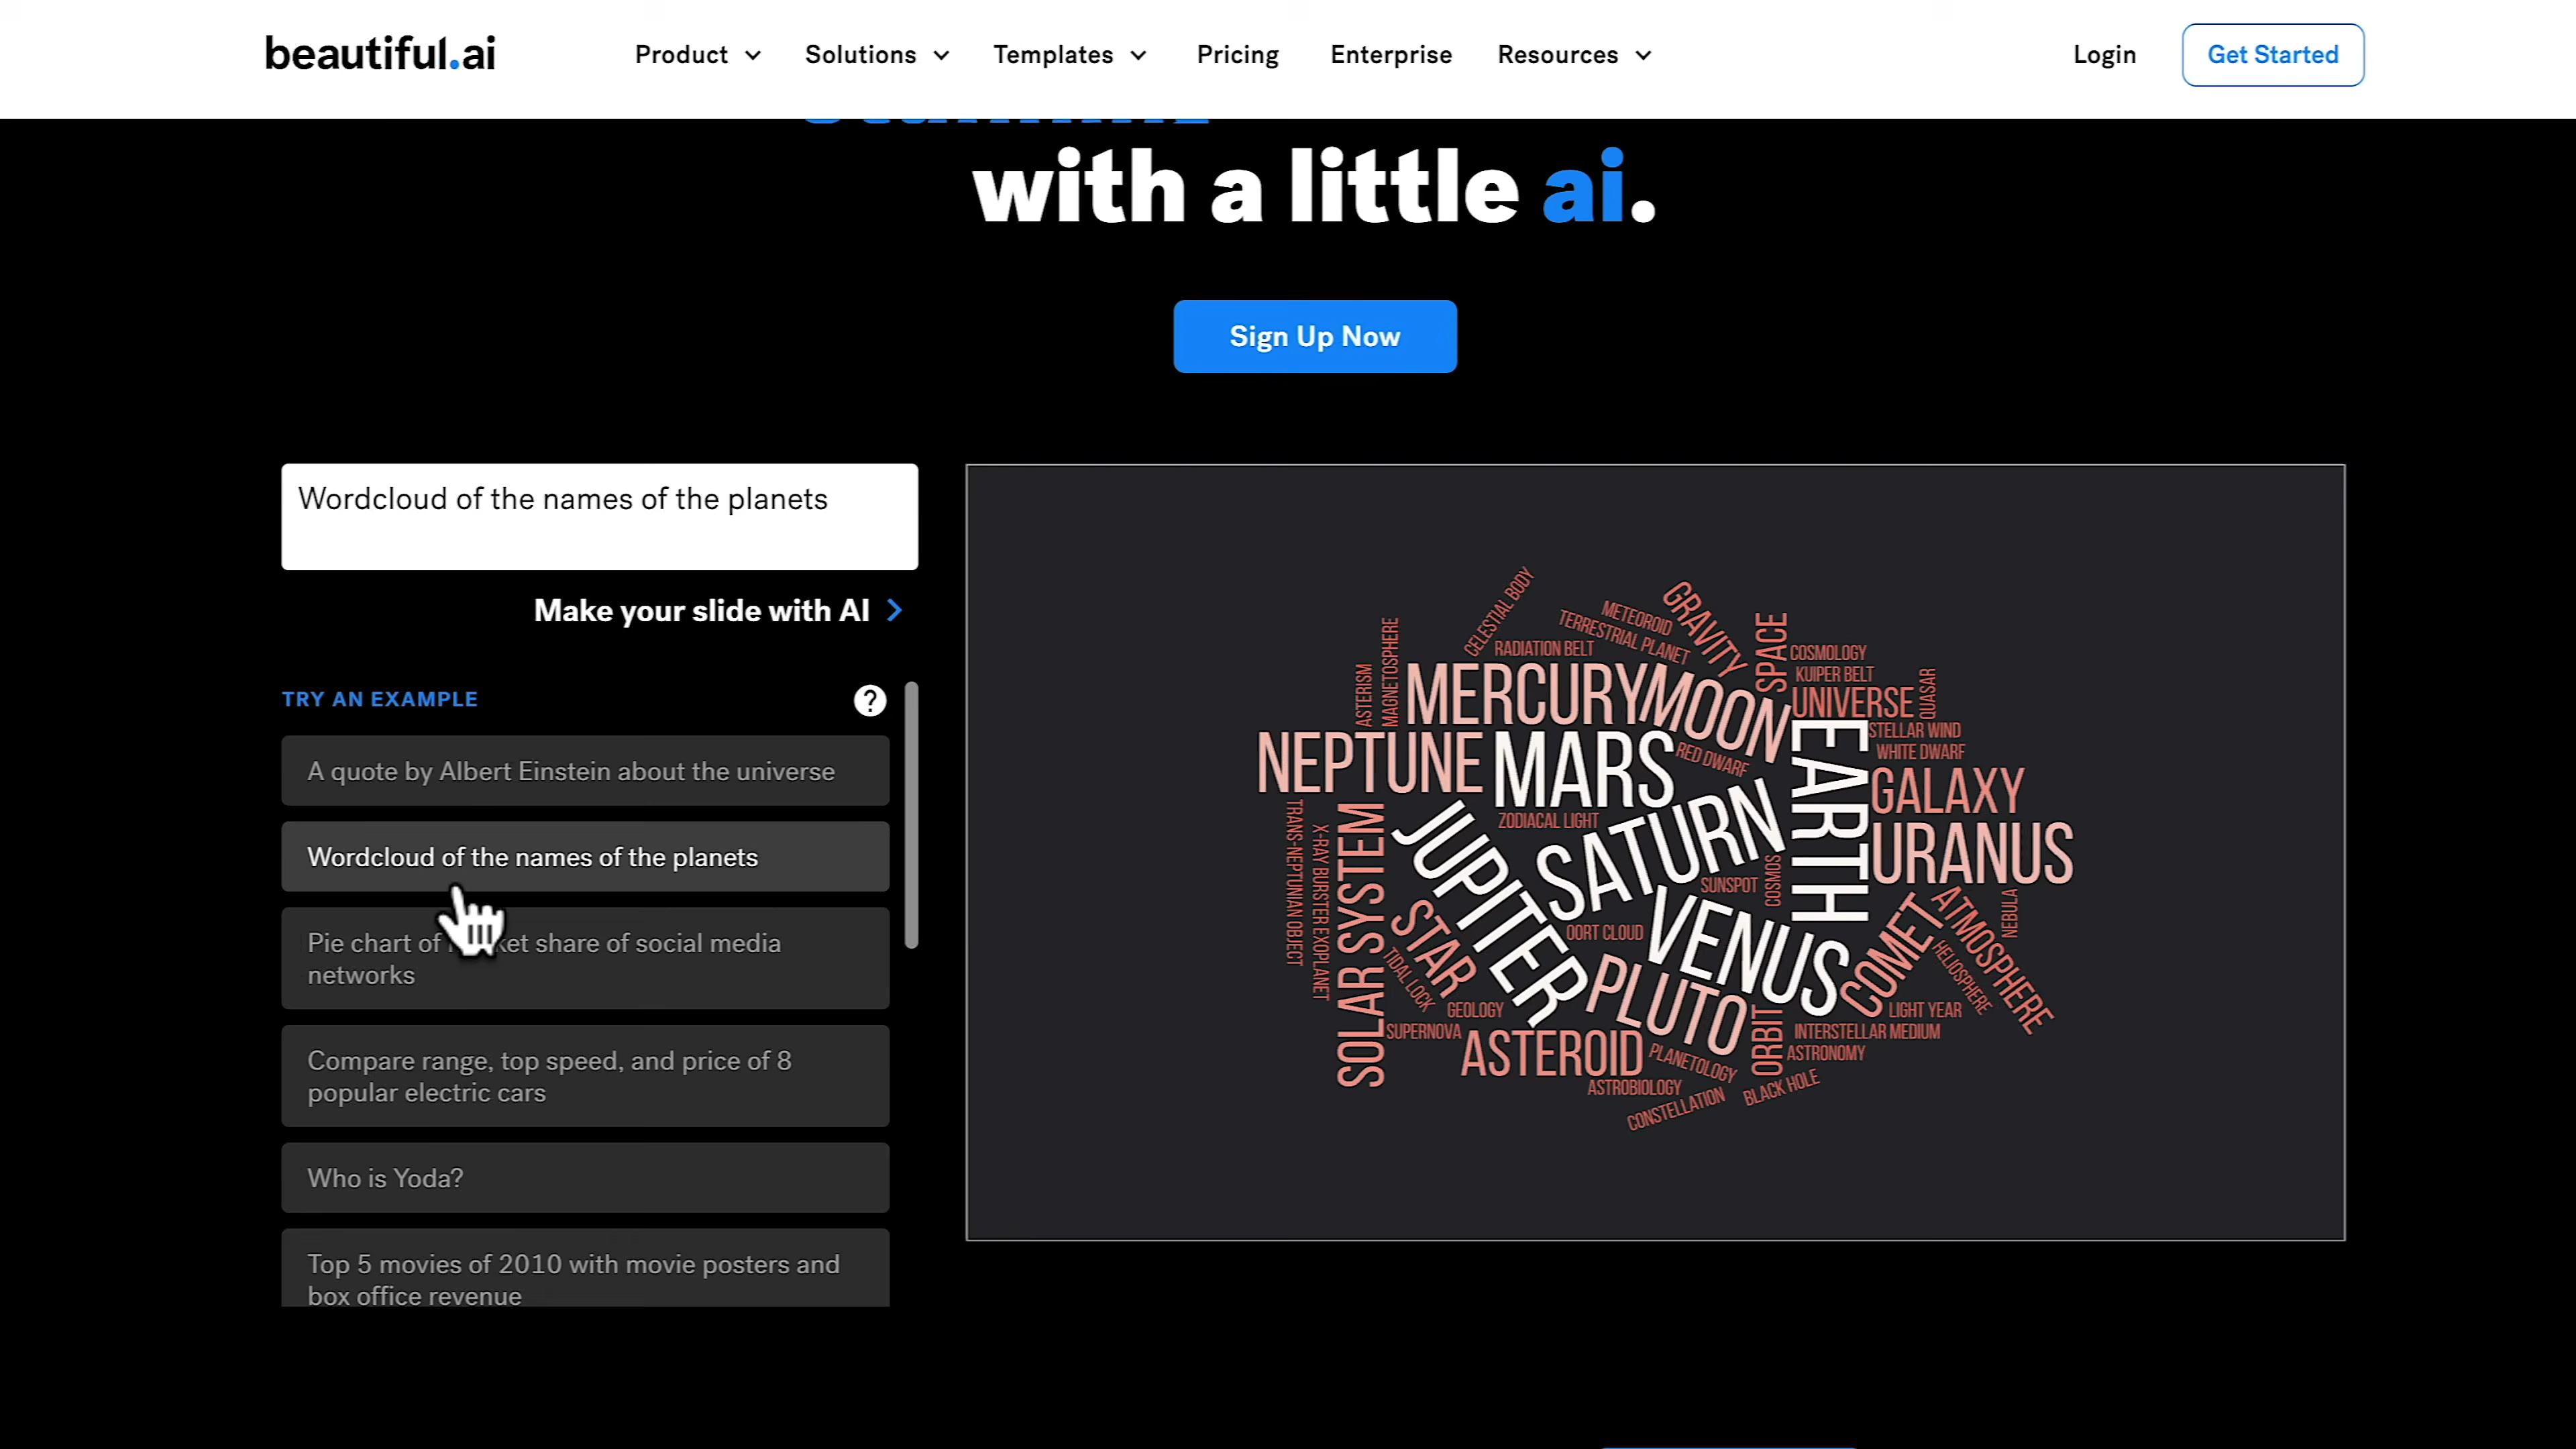 beautiful.ai
Product
Solutions
Templates
Pricing
Enterprise
Resources
Login
Get Started
with a little ai.
Sign Up Now
Wordcloud of the names of the planets
Make your slide with AI
TRY AN EXAMPLE
?
A quote by Albert Einstein about the universe
Wordcloud of the names of the planets
Pie chart of market share of social media
networks
Compare range, top speed, and price of 8
popular electric cars
Who is Yoda?
Top 5 movies of 2010 with movie posters and
box office revenue
CELESTIAL BODY
METEOROID
TERRESTRIAL PLANET
GRAVITY
SPACE
RADIATION BELT
COSMOLOGY
KUIPER BELT
ASTERISM
MAGNETOSPHERE
MERCURY
MOON
UNIVERSE
QUASAR
STELLAR WIND
WHITE DWARF
NEPTUNE
MARS
RED DWARF
EARTH
GALAXY
TRANS-NEPTUNIAN OBJECT
X-RAY BURSTER EXOPLANET
SOLAR SYSTEM
JUPITER
ZODIACAL LIGHT
SATURN
URANUS
SUNSPOT
COSMOS
STAR
OORT CLOUD
VENUS
COMET
ATMOSPHERE
NEBULA
HELIOSPHERE
TIDAL LOCK
GEOLOGY
PLUTO
LIGHT YEAR
SUPERNOVA
ORBIT
INTERSTELLAR MEDIUM
ASTEROID
PLANETOLOGY
ASTRONOMY
ASTROBIOLOGY
BLACK HOLE
CONSTELLATION